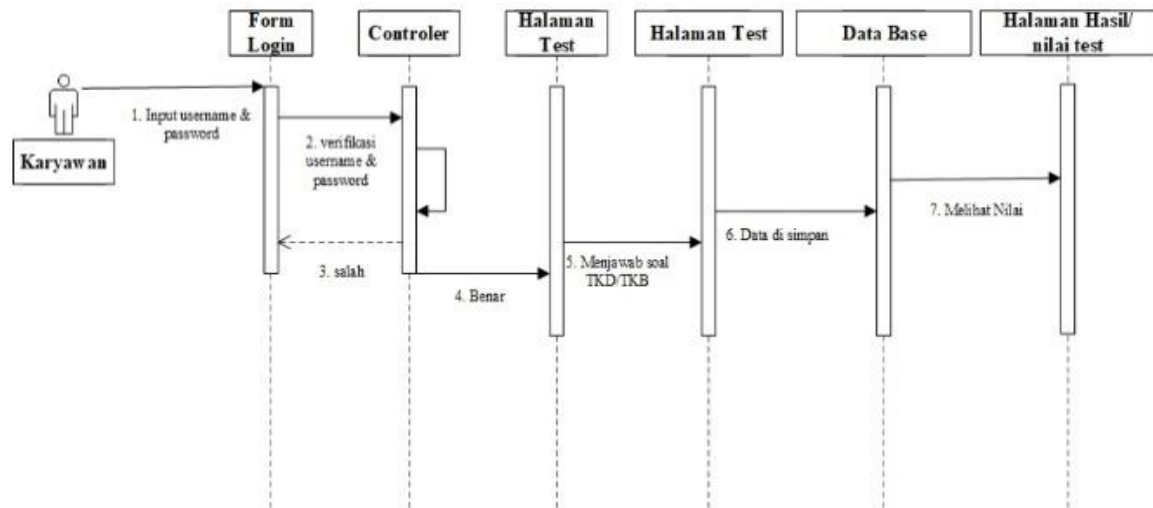 Form
Login
Controler
Halaman
Test
Halaman Test
Data Base
Halaman Hasil/
nilai test
Karyawan
1. Input username &
password
2. verifikasi
username &
password
3. salah
4. Benar
5. Menjawab soal
TKD/TKB
6. Data di simpan
7. Melihat Nilai